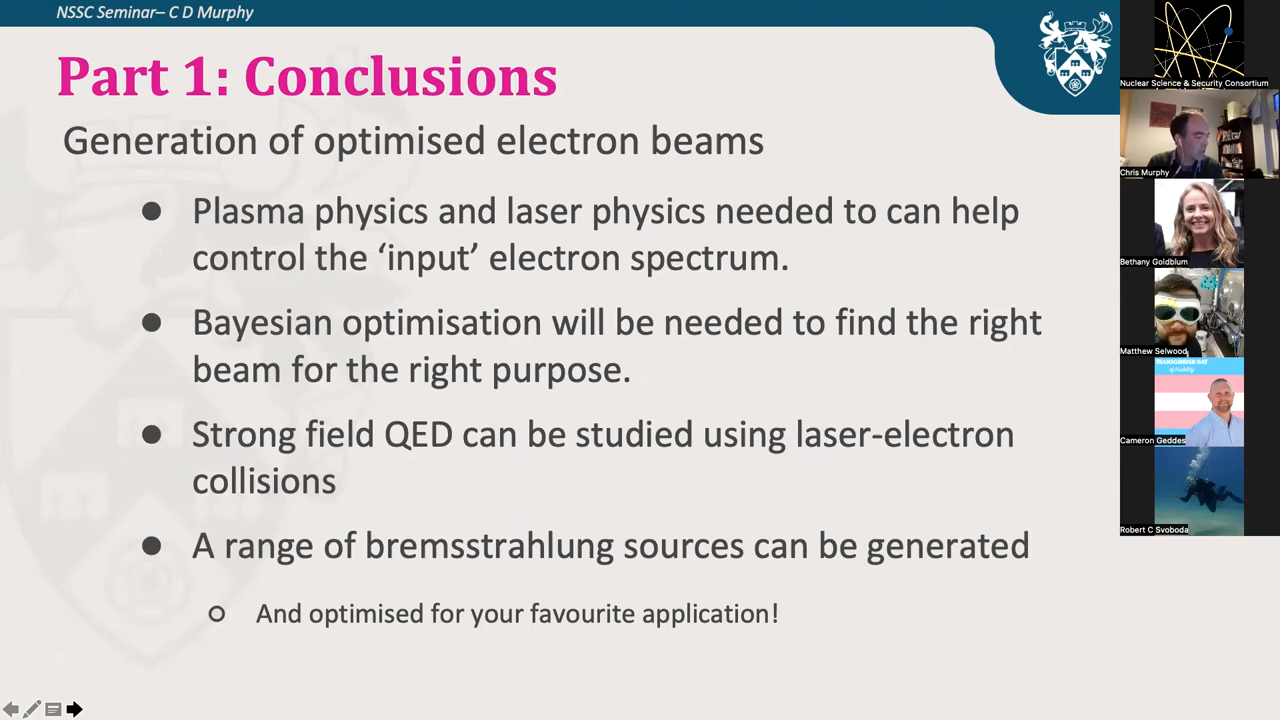 NSSC Seminar– C D Murphy
Part 1: Conclusions
Generation of optimised electron beams
● Plasma physics and laser physics needed to can help
control the ‘input’ electron spectrum.
● Bayesian optimisation will be needed to find the right
beam for the right purpose.
● Strong field QED can be studied using laser-electron
collisions
● A range of bremsstrahlung sources can be generated
○ And optimised for your favourite application!
Nuclear Science & Security Consortium
Chris Murphy
Bethany Goldblum
Matthew Selwood
TRANSGENDER DAY
of Visibility
Cameron Geddes
Robert C Svoboda